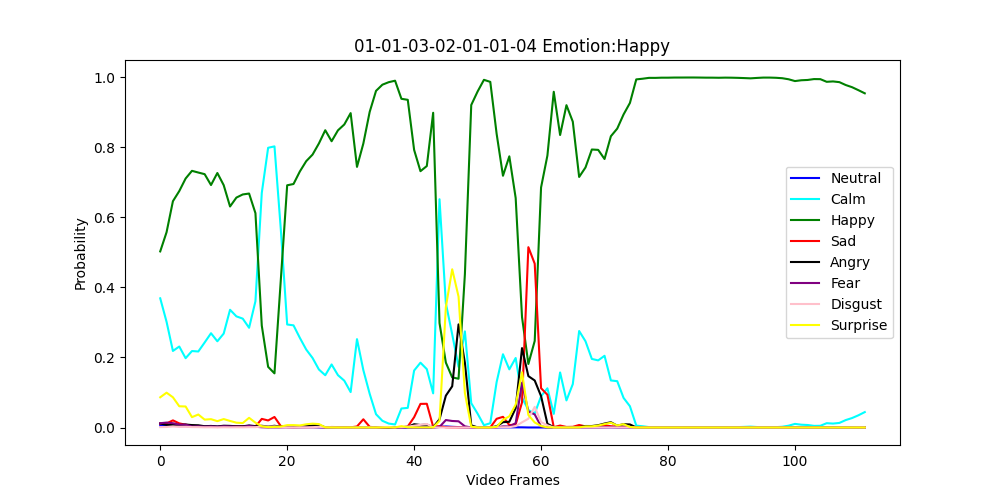 01-01-03-02-01-01-04 Emotion:Happy
1.0
0.8
0.6
0.4
0.2
0.0
Probability
0 20 40 60 80 100
Video Frames
Neutral
Calm
Happy
Sad
Angry
Fear
Disgust
Surprise